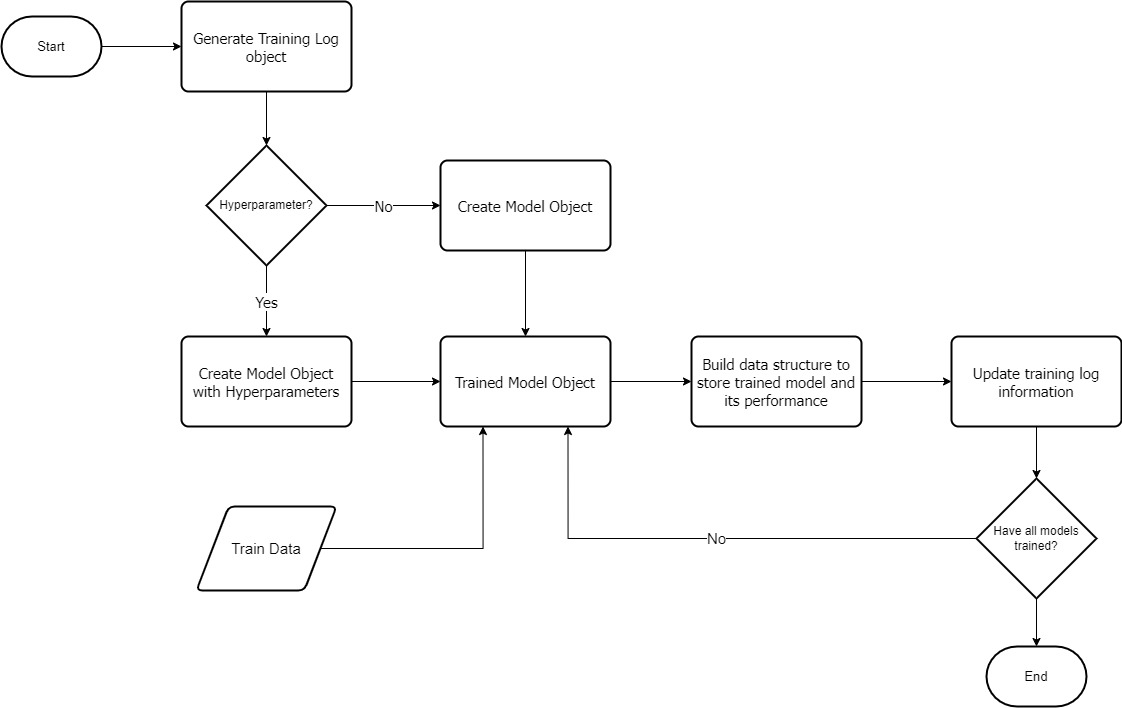 Start
Generate Training Log
object
Hyperparameter?
No
Create Model Object
Yes
Create Model Object
with Hyperparameters
Trained Model Object
Build data structure to
store trained model and
its performance
Update training log
information
Train Data
No
Have all models
trained?
End